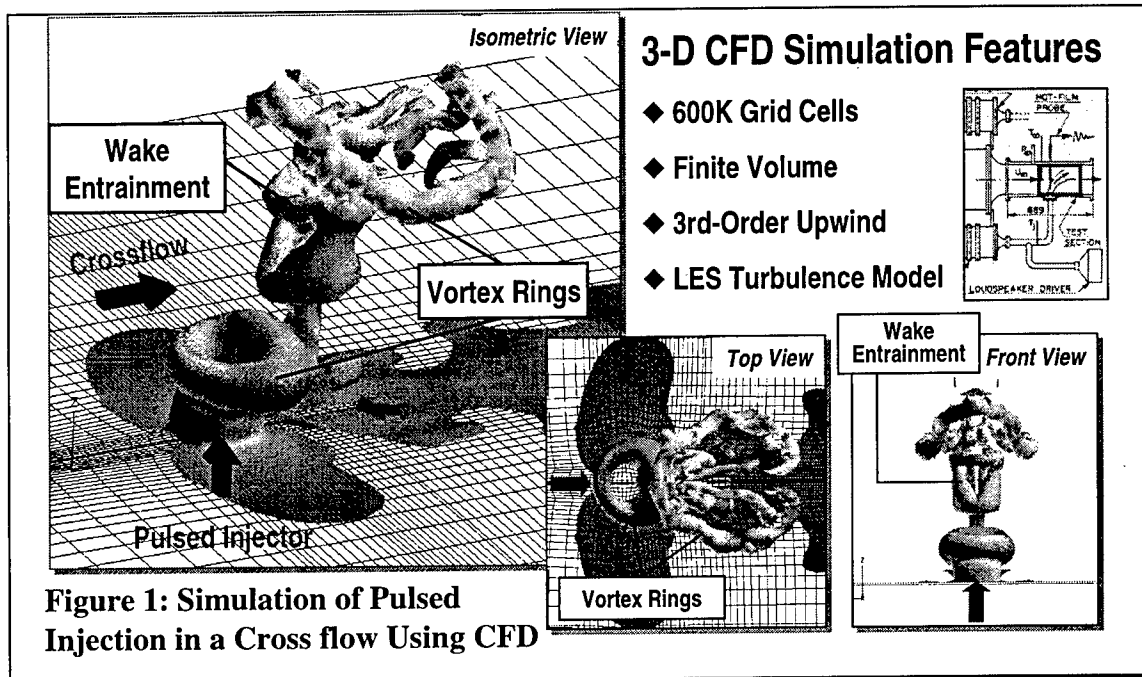 Isometric View
Wake
Entrainment
Crossflow
Vortex Rings
Pulsed Injector
3-D CFD Simulation Features
◆ 600K Grid Cells
◆ Finite Volume
◆ 3rd-Order Upwind
◆ LES Turbulence Model
HOT-FILM
PROBE
689
TEST
SECTION
LOUDSPEAKER DRIVER
Top View
Vortex Rings
Wake
Entrainment
Front View
Figure 1: Simulation of Pulsed
Injection in a Cross flow Using CFD